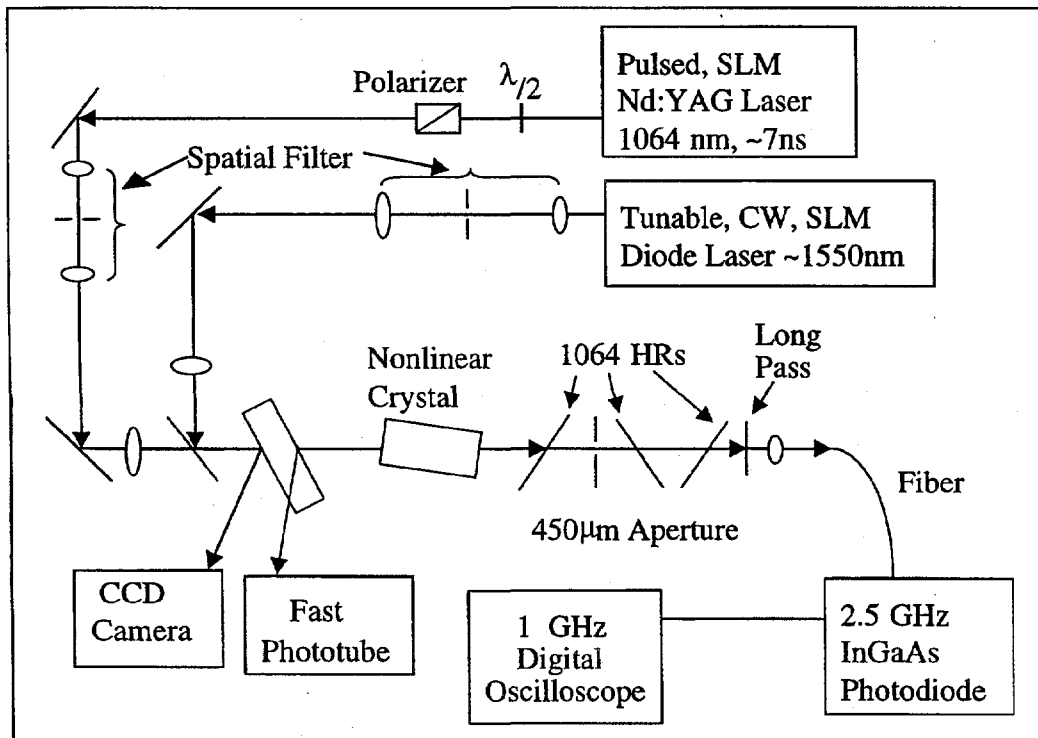 Polarizer
λ/2
Pulsed, SLM
Nd:YAG Laser
1064 nm, ~7ns
Spatial Filter
Tunable, CW, SLM
Diode Laser ~1550nm
Nonlinear
Crystal
1064 HRs
Long
Pass
450μm Aperture
Fiber
CCD
Camera
Fast
Phototube
1 GHz
Digital
Oscilloscope
2.5 GHz
InGaAs
Photodiode